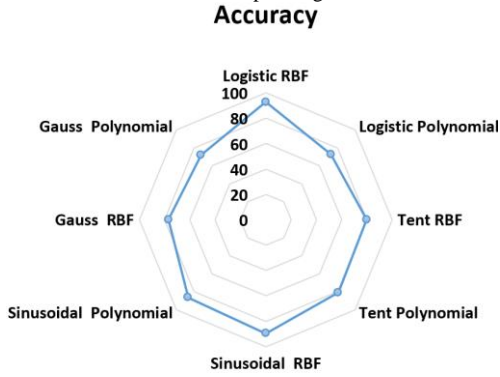 Accuracy
Logistic RBF
100
Gauss  Polynomial
80
Logistic Polynomial
60
40
20
Gauss  RBF
0
Tent RBF
Sinusoidal  Polynomial
Tent Polynomial
Sinusoidal  RBF